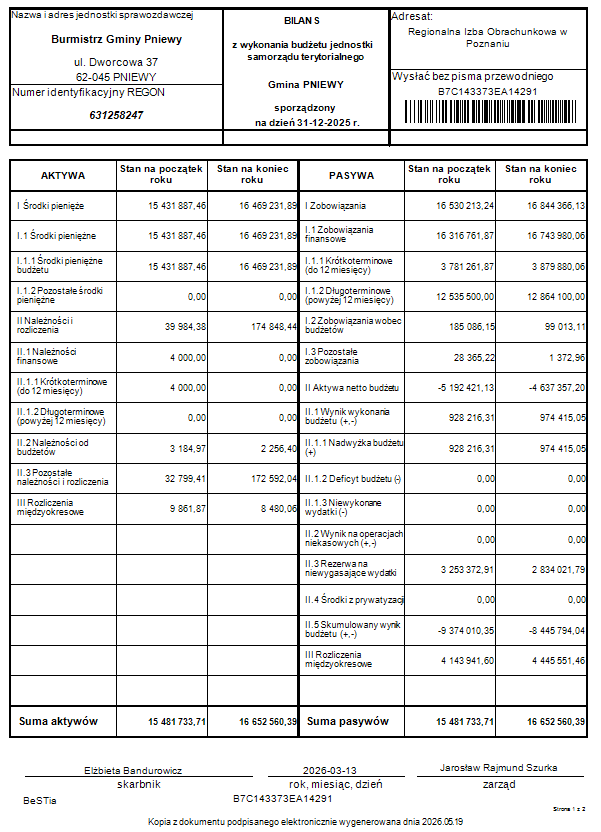 Nazwa i adres jednostki sprawozdawczej
Burmistrz Gminy Pniewy
ul. Dworcowa 37
62-045 PNIEWY
Numer identyfikacyjny REGON
631258247
BILANS
z wykonania budżetu jednostki
samorządu terytorialnego
Gmina PNIEWY
sporządzony
na dzień 31-12-2025 r.
Adresat:
Regionalna Izba Obrachunkowa w
Poznaniu
Wysłać bez pisma przewodniego
B7C143373EA14291
AKTYWA Stan na początek roku Stan na koniec roku PASYWA Stan na początek roku Stan na koniec roku
I Środki pienięże 15 431 887,46 16 469 231,89 I Zobowiązania 16 530 213,24 16 844 366,13
I.1 Środki pieniężne 15 431 887,46 16 469 231,89 I.1 Zobowiązania finansowe 16 316 761,87 16 743 980,06
I.1.1 Środki pieniężne budżetu 15 431 887,46 16 469 231,89 I.1.1 Krótkoterminowe (do 12 miesięcy) 3 781 261,87 3 879 880,06
I.1.2 Pozostałe środki pieniężne 0,00 0,00 I.1.2 Długoterminowe (powyżej 12 miesięcy) 12 535 500,00 12 864 100,00
II Należności i rozliczenia 39 984,38 174 848,44 I.2 Zobowiązania wobec budżetów 185 086,15 99 013,11
II.1 Należności finansowe 4 000,00 0,00 I.3 Pozostałe zobowiązania 28 365,22 1 372,96
II.1.1 Krótkoterminowe (do 12 miesięcy) 4 000,00 0,00 II Aktywa netto budżetu -5 192 421,13 -4 637 357,20
II.1.2 Długoterminowe (powyżej 12 miesięcy) 0,00 0,00 II.1 Wynik wykonania budżetu (+,-) 928 216,31 974 415,05
II.2 Należności od budżetów 3 184,97 2 256,40 II.1.1 Nadwyżka budżetu (+) 928 216,31 974 415,05
II.3 Pozostałe należności i rozliczenia 32 799,41 172 592,04 II.1.2 Deficyt budżetu (-) 0,00 0,00
III Rozliczenia międzyokresowe 9 861,87 8 480,06 II.1.3 Niewykonane wydatki (-) 0,00 0,00
II.2 Wynik na operacjach niekasowych (+,-) 0,00 0,00
II.3 Rezerwa na niewygasające wydatki 3 253 372,91 2 834 021,79
II.4 Środki z prywatyzacji 0,00 0,00
II.5 Skumulowany wynik budżetu (+,-) -9 374 010,35 -8 445 794,04
III Rozliczenia międzyokresowe 4 143 941,60 4 445 551,46
Suma aktywów 15 481 733,71 16 652 560,39 Suma pasywów 15 481 733,71 16 652 560,39
Elżbieta Bandurowicz 2026-03-13 Jarosław Rajmund Szurka
skarbnik rok, miesiąc, dzień zarząd
BeSTia B7C143373EA14291
Strona 1 z 2
Kopia z dokumentu podpisanego elektronicznie wygenerowana dnia 2026.05.19